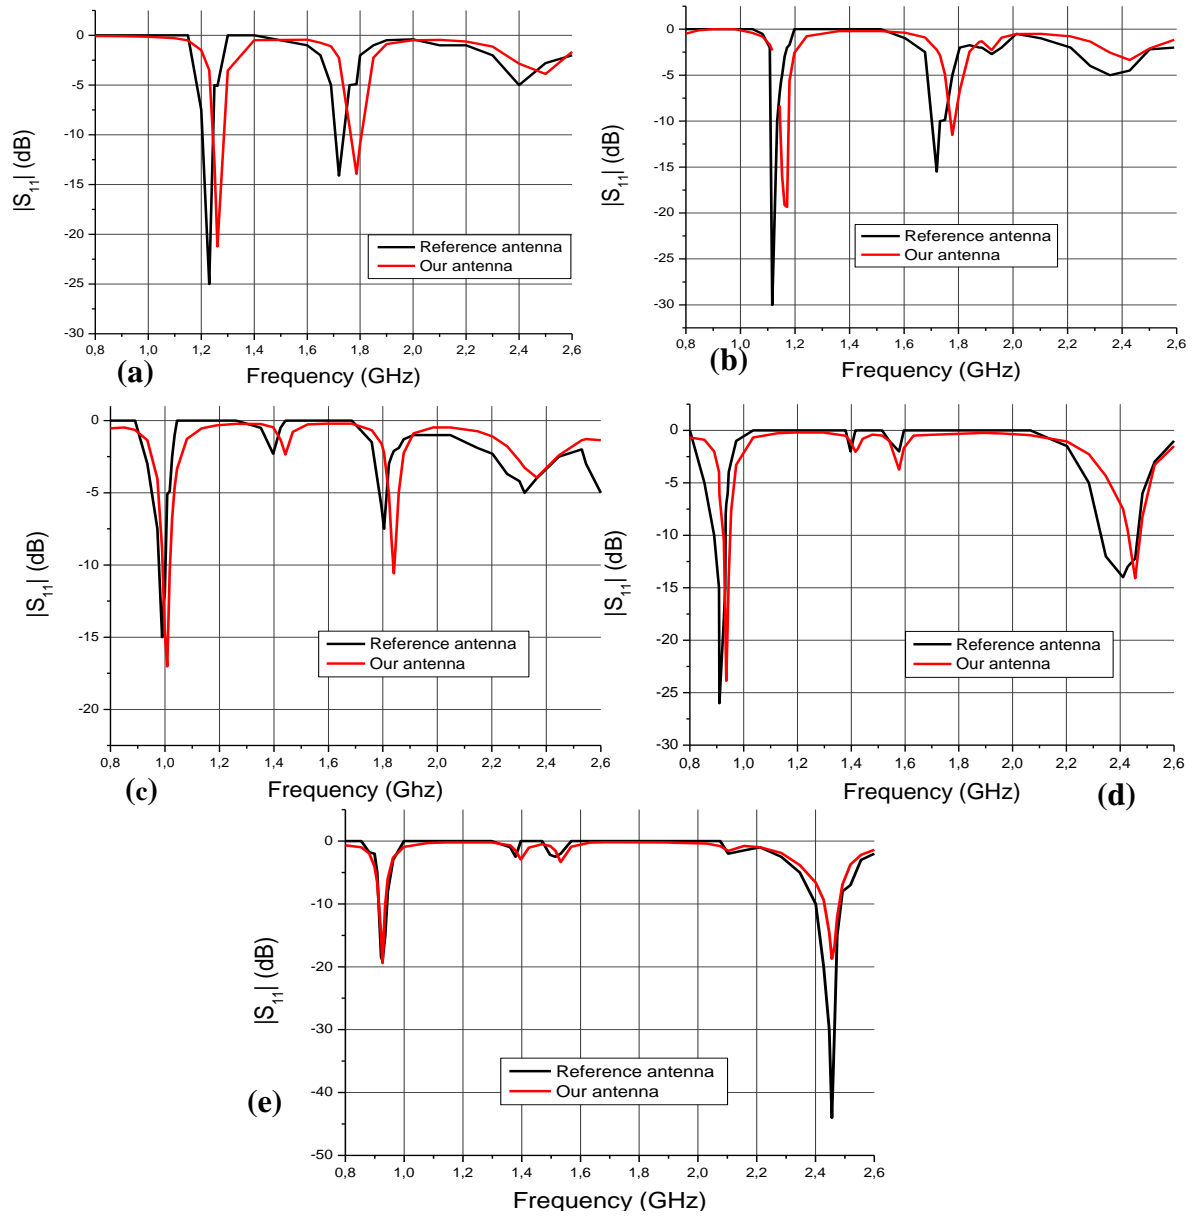 0
-5
-10
-15
-20
-25
-30
|S11| (dB)
0,8 1,0 1,2 1,4 1,6 1,8 2,0 2,2 2,4 2,6
Frequency (GHz)
Reference antenna
Our antenna
(a)
0
-5
-10
-15
-20
-25
-30
|S11| (dB)
0,8 1,0 1,2 1,4 1,6 1,8 2,0 2,2 2,4 2,6
Frequency (GHz)
Reference antenna
Our antenna
(b)
0
-5
-10
-15
-20
|S11| (dB)
0,8 1,0 1,2 1,4 1,6 1,8 2,0 2,2 2,4 2,6
Frequency (Ghz)
Reference antenna
Our antenna
(c)
0
-5
-10
-15
-20
-25
-30
|S11| (dB)
0,8 1,0 1,2 1,4 1,6 1,8 2,0 2,2 2,4 2,6
Frequency (GHz)
Reference antenna
Our antenna
(d)
0
-10
-20
-30
-40
-50
|S11| (dB)
0,8 1,0 1,2 1,4 1,6 1,8 2,0 2,2 2,4 2,6
Frequency (GHz)
Reference antenna
Our antenna
(e)